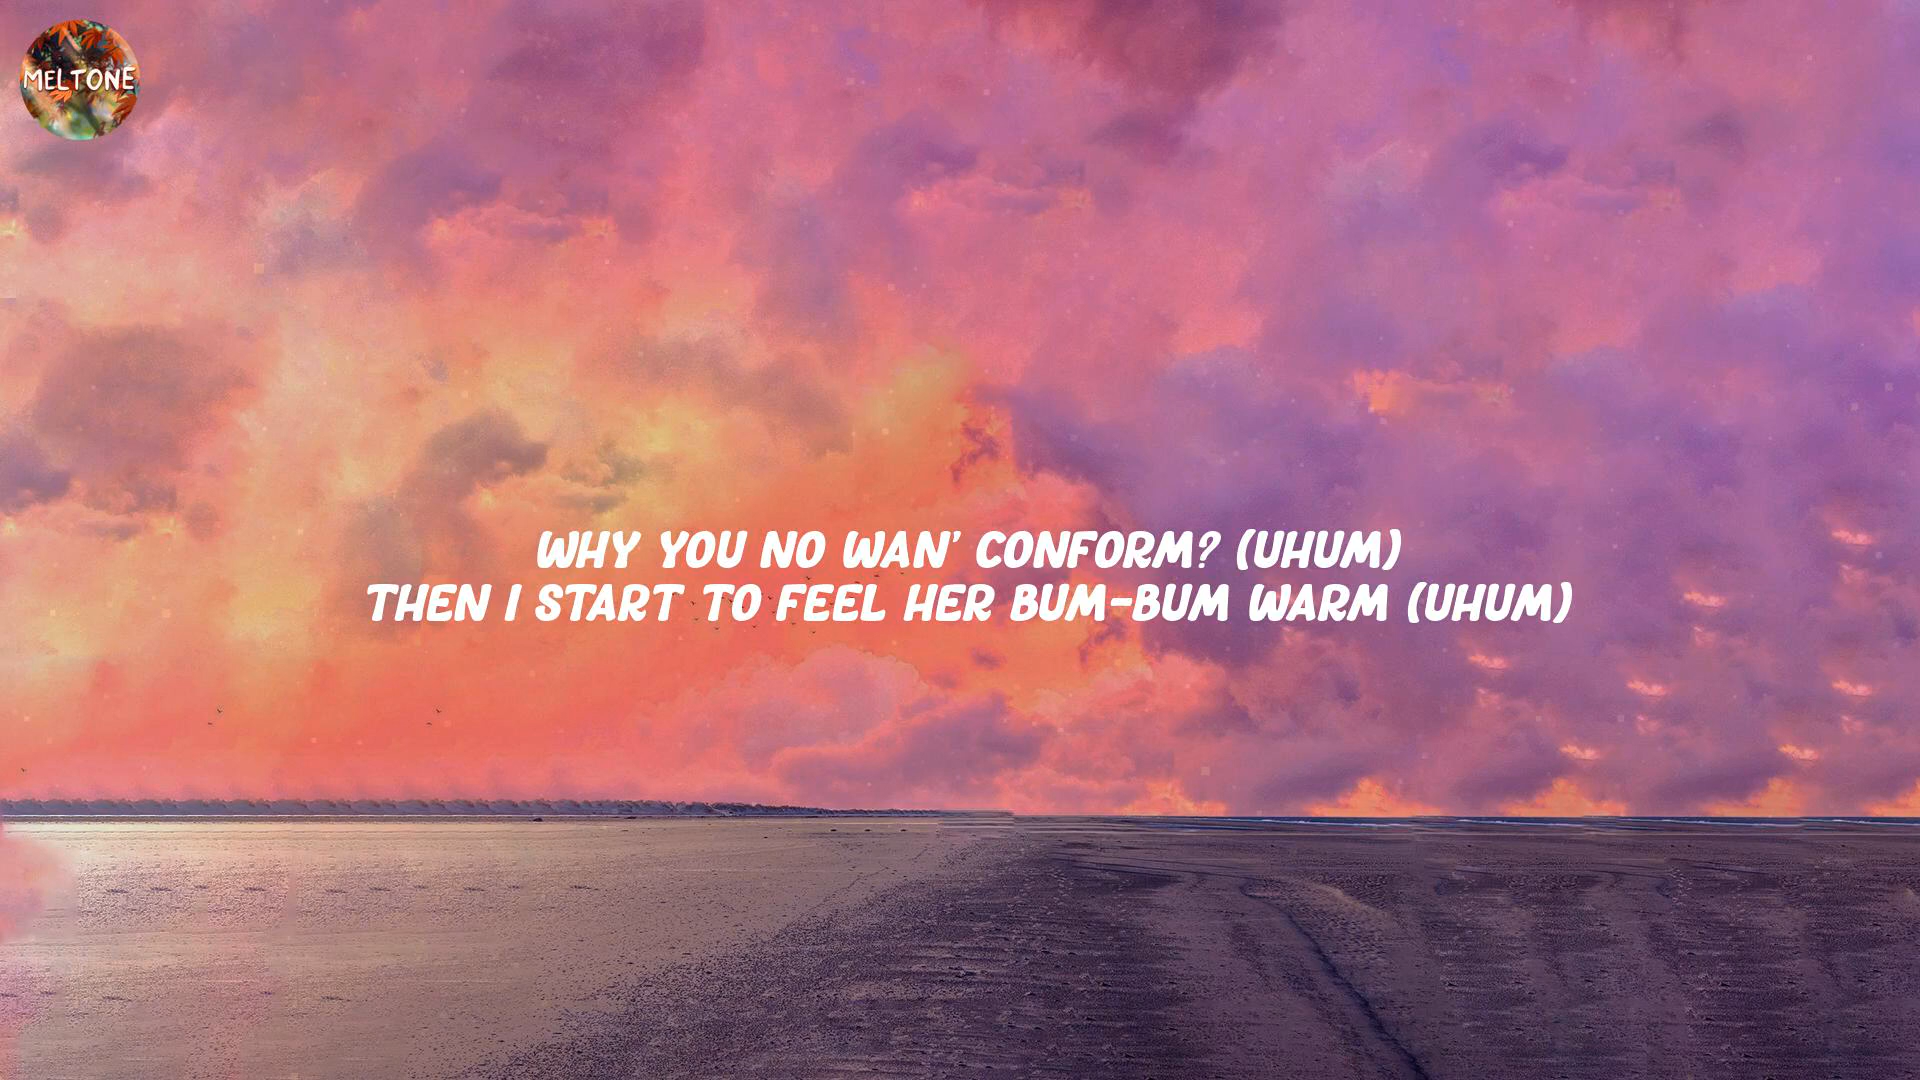 MELTONE
WHY YOU NO WAN' CONFORM? (UHUM)
THEN I START TO FEEL HER BUM-BUM WARM (UHUM)